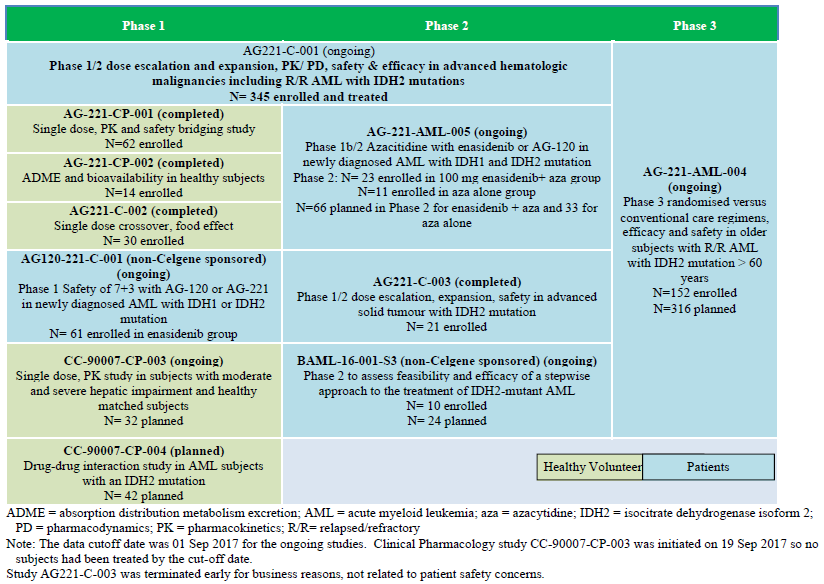 Phase 1
Phase 2
Phase 3
AG221-C-001 (ongoing)
Phase 1/2 dose escalation and expansion, PK/ PD, safety & efficacy in advanced hematologic
malignancies including R/R AML with IDH2 mutations
N= 345 enrolled and treated
AG-221-CP-001 (completed)
Single dose, PK and safety bridging study
N=62 enrolled
AG-221-CP-002 (completed)
ADME and bioavailability in healthy subjects
N=14 enrolled
AG221-C-002 (completed)
Single dose crossover, food effect
N= 30 enrolled
AG-221-AML-005 (ongoing)
Phase 1b/2 Azacitidine with enasidenib or AG-120 in
newly diagnosed AML with IDH1 and IDH2 mutation
Phase 2: N= 23 enrolled in 100 mg enasidenib+ aza group
N=11 enrolled in aza alone group
N=66 planned in Phase 2 for enasidenib + aza and 33 for
aza alone
AG-221-AML-004
(ongoing)
Phase 3 randomised versus
conventional care regimens,
efficacy and safety in older
subjects with R/R AML
with IDH2 mutation > 60
years
N=152 enrolled
N=316 planned
AG120-221-C-001 (non-Celgene sponsored)
(ongoing)
Phase 1 Safety of 7+3 with AG-120 or AG-221
in newly diagnosed AML with IDH1 or IDH2
mutation
N= 61 enrolled in enasidenib group
AG221-C-003 (completed)
Phase 1/2 dose escalation, expansion, safety in advanced
solid tumour with IDH2 mutation
N= 21 enrolled
CC-90007-CP-003 (ongoing)
Single dose, PK study in subjects with moderate
and severe hepatic impairment and healthy
matched subjects
N= 32 planned
BAML-16-001-S3 (non-Celgene sponsored) (ongoing)
Phase 2 to assess feasibility and efficacy of a stepwise
approach to the treatment of IDH2-mutant AML
N= 10 enrolled
N= 24 planned
CC-90007-CP-004 (planned)
Drug-drug interaction study in AML subjects
with an IDH2 mutation
N= 42 planned
Healthy Volunteer
Patients
ADME = absorption distribution metabolism excretion; AML = acute myeloid leukemia; aza = azacytidine; IDH2 = isocitrate dehydrogenase isoform 2;
PD = pharmacodynamics; PK = pharmacokinetics; R/R= relapsed/refractory
Note: The data cutoff date was 01 Sep 2017 for the ongoing studies. Clinical Pharmacology study CC-90007-CP-003 was initiated on 19 Sep 2017 so no
subjects had been treated by the cut-off date.
Study AG221-C-003 was terminated early for business reasons, not related to patient safety concerns.